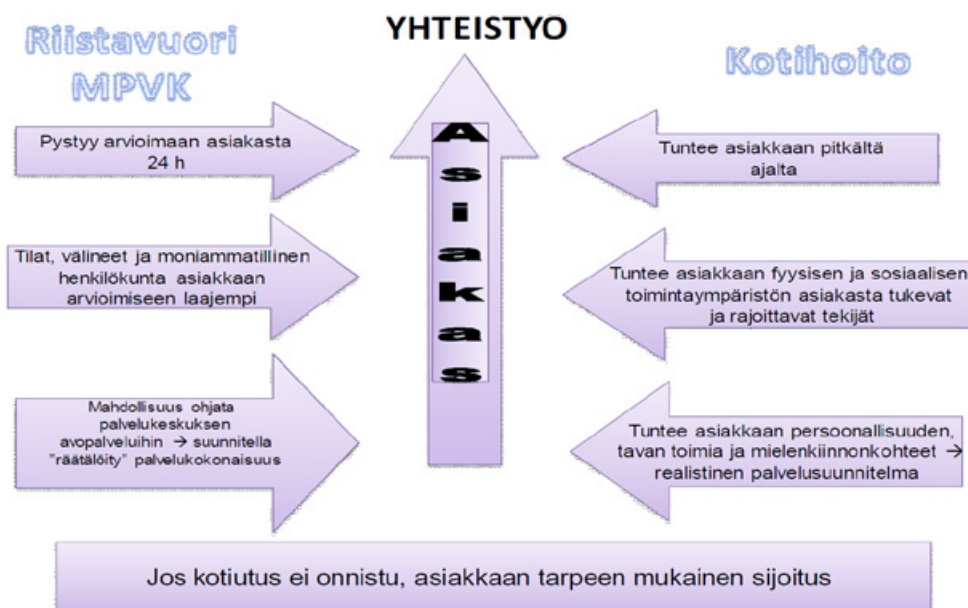 YHTEISTYO
Riistavuori
MPVK
Pystyy arvioimaan asiakasta
24 h
Tilat, välineet ja moniammatillinen
henkilökunta asiakkaan
arvioimiseen laajempi
Mahdollisuus ohjata
palvelukeskuksen
avopalveluihin → suunnitella
"räätälöity" palvelukokonaisuus
Asiakas
Kotihoito
Tuntee asiakkaan pitkältä
ajalta
Tuntee asiakkaan fyysisen ja sosiaalisen
toimintaympäristön asiakasta tukevat
ja rajoittavat tekijät
Tuntee asiakkaan persoonallisuuden,
tavan toimia ja mielenkiinnonkohteet →
realistinen palvelusuunnitelma
Jos kotiutus ei onnistu, asiakkaan tarpeen mukainen sijoitus